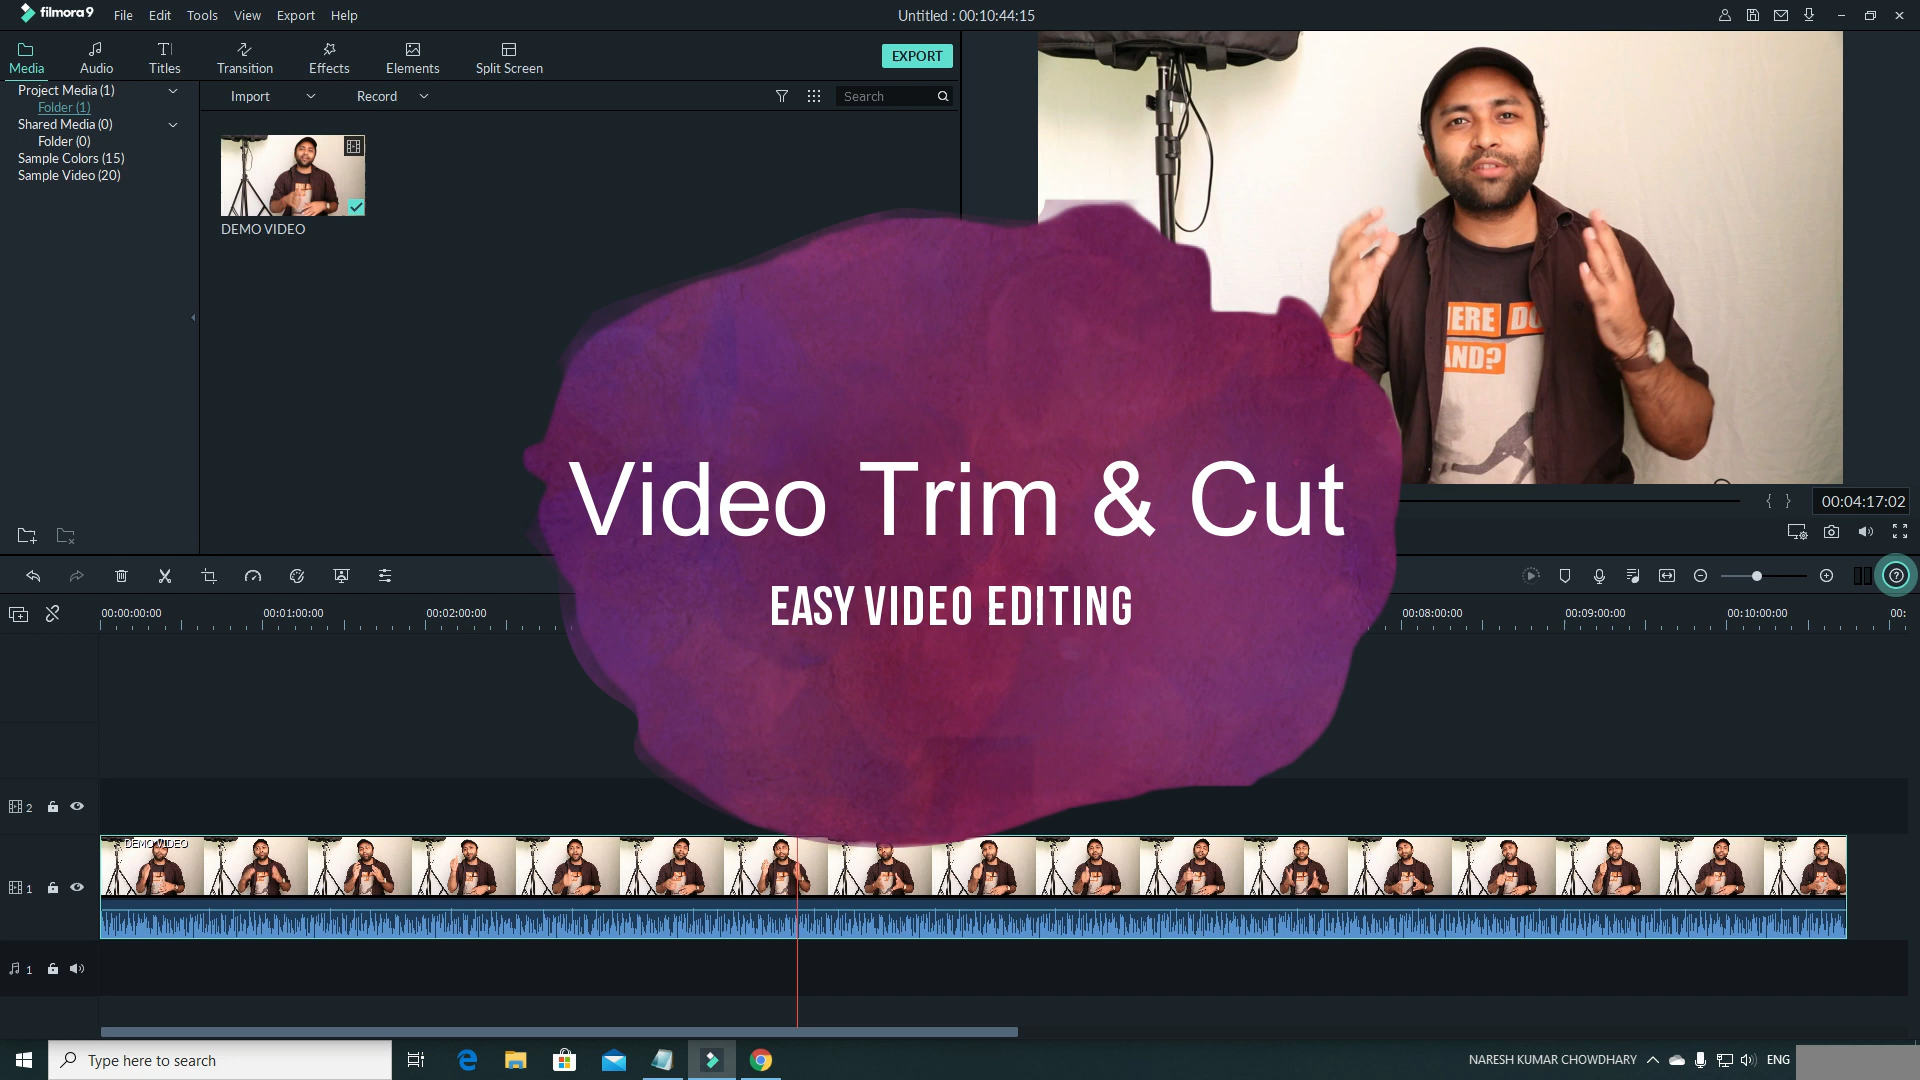 filmora9
File Edit Tools View Export Help
Untitled : 00:10:44:15
Media Audio Titles Transition Effects Elements Split Screen
EXPORT
Project Media (1)
Folder (1)
Shared Media (0)
Folder (0)
Sample Colors (15)
Sample Video (20)
Import Record
Search
DEMO VIDEO
HERE DO
AND?
Video Trim & Cut
EASY VIDEO EDITING
00:04:17:02
00:00:00:00 00:01:00:00 00:02:00:00 00:08:00:00 00:09:00:00 00:10:00:00 00:
2
DEMO VIDEO
1
1
Type here to search
NARESH KUMAR CHOWDHARY
ENG